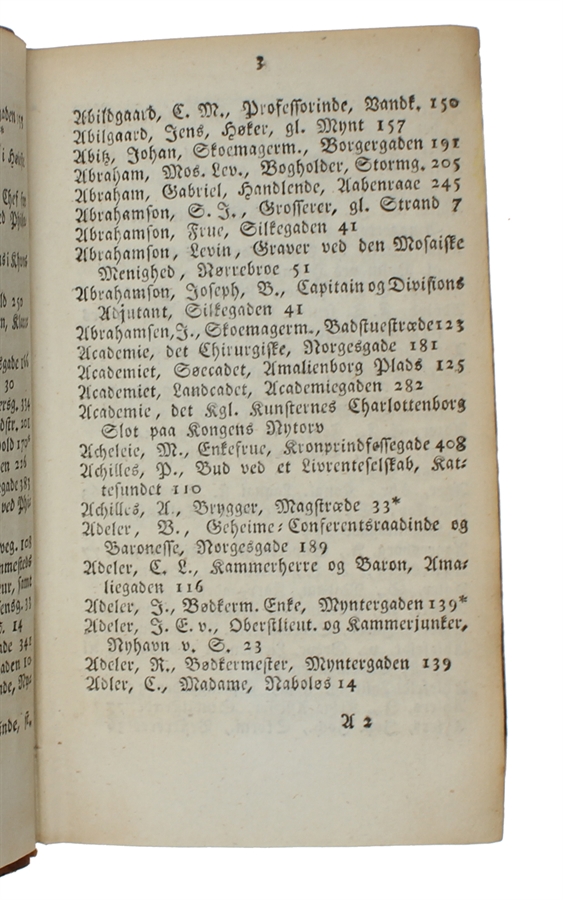 3
Abildgaard, C. M., Professorinde, Vandk. 150
Abilgaard, Jens, Høker, gl. Mynt 157
Abitz, Johan, Skoemagerm., Borgergaden 191
Abraham, Mos. Lev., Bogholder, Stormg. 205
Abraham, Gabriel, Handlende, Aabenraae 245
Abrahamson, S. J., Grosserer, gl. Strand 7
Abrahamson, Frue, Silkegaden 41
Abrahamson, Levin, Graver ved den Mosaiske
Menighed, Nørrebroe 51
Abrahamson, Joseph, B., Capitain og Divisions
Adjutant, Silkegaden 41
Abrahamsen, J., Skoemagerm., Badstuestræde 123
Academie, det Chirurgiske, Norgesgade 181
Academiet, Søecadet, Amalienborg Plads 125
Academiet, Landcadet, Academiegaden 282
Academie, det Kgl. Kunsternes Charlottenborg
Slot paa Kongens Nytorv
Acheleie, M., Enkefrue, Kronprindsessegade 408
Achilles, P., Bud ved et Livrenteselskab, Kat-
tesundet 110
Achilles, A., Brygger, Magstræde 33*
Adeler, B., Geheime-Conferentsraadinde og
Baronesse, Norgesgade 189
Adeler, C. L., Kammerherre og Baron, Ama-
liegaden 116
Adeler, J., Bødkerm. Enke, Myntergaden 139*
Adeler, J. E. v., Oberstlieut. og Kammerjunker,
Nyhavn v. S. 23
Adeler, R., Bødkermester, Myntergaden 139
Adler, C., Madame, Naboløs 14
A 2